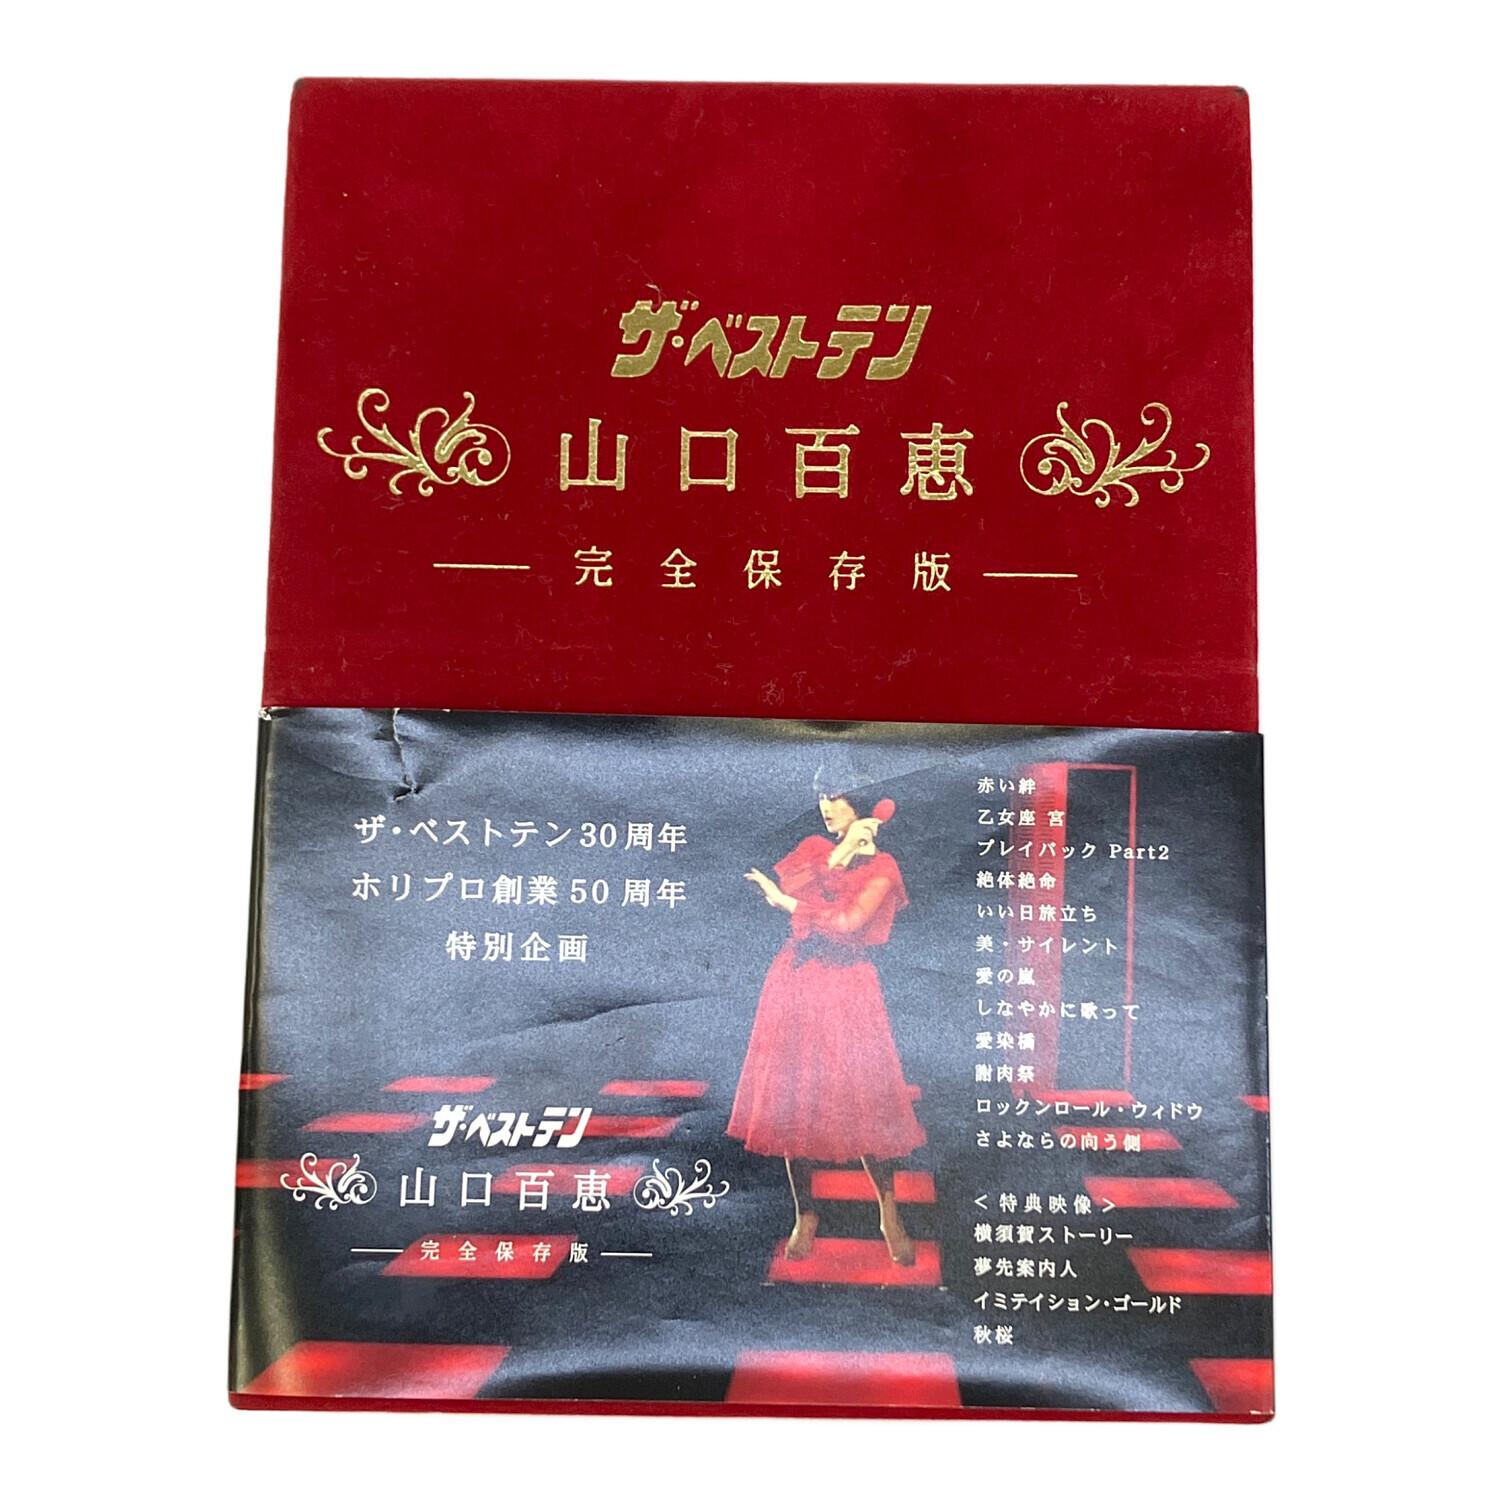 ザ・ベストテン
山口百恵
完全保存版
ザ・ベストテン30周年
ホリプロ創業50周年
特別企画
ザ・ベストテン
山口百恵
完全保存版
赤い絆
乙女座 宮
プレイバック Part2
絶体絶命
いい日旅立ち
美・サイレント
愛の嵐
しなやかに歌って
愛染橋
謝肉祭
ロックンロール・ウィドウ
さよならの向う側
<特典映像>
横須賀ストーリー
夢先案内人
イミテイション・ゴールド
秋桜